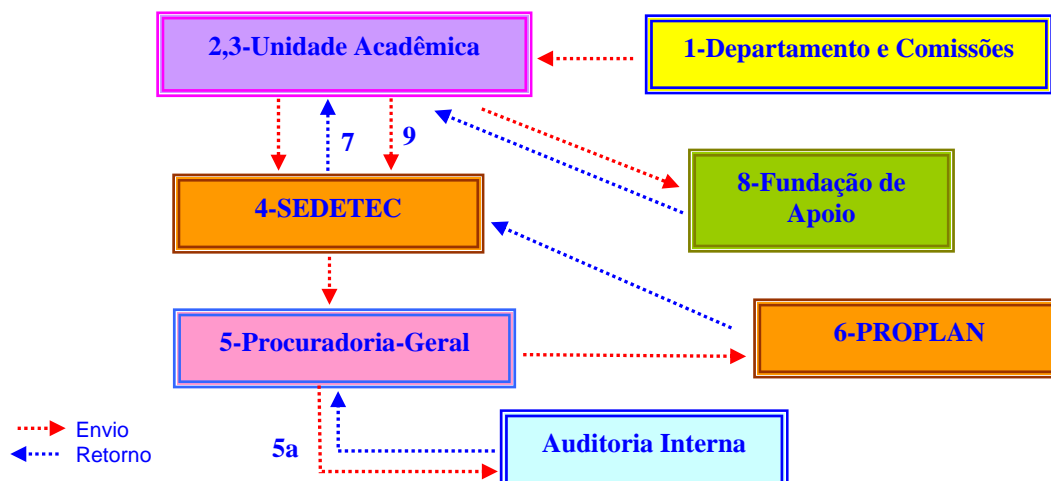 2,3-Unidade Acadêmica
1-Departamento e Comissões
7
9
8-Fundação de
Apoio
4-SEDETEC
5-Procuradoria-Geral
6-PROPLAN
Envio
Retorno
5a
Auditoria Interna